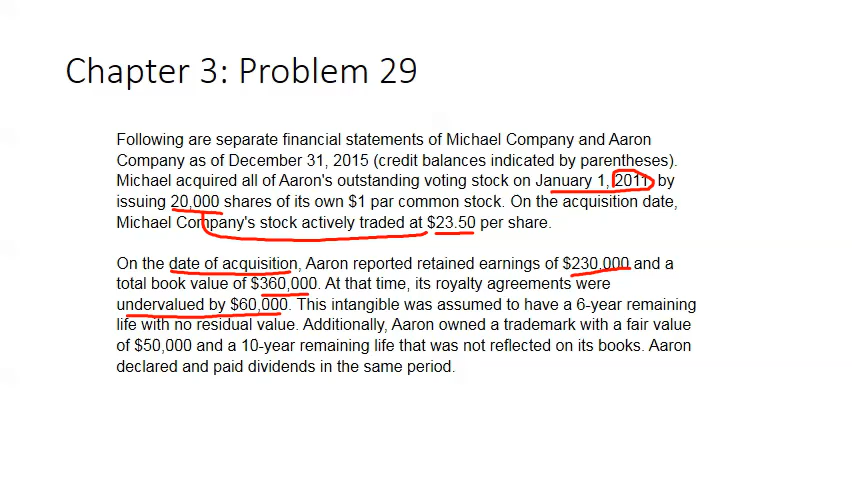 Chapter 3: Problem 29
Following are separate financial statements of Michael Company and Aaron
Company as of December 31, 2015 (credit balances indicated by parentheses).
Michael acquired all of Aaron's outstanding voting stock on January 1, 2011 by
issuing 20,000 shares of its own $1 par common stock. On the acquisition date,
Michael Company's stock actively traded at $23.50 per share.
On the date of acquisition, Aaron reported retained earnings of $230,000 and a
total book value of $360,000. At that time, its royalty agreements were
undervalued by $60,000. This intangible was assumed to have a 6-year remaining
life with no residual value. Additionally, Aaron owned a trademark with a fair value
of $50,000 and a 10-year remaining life that was not reflected on its books. Aaron
declared and paid dividends in the same period.